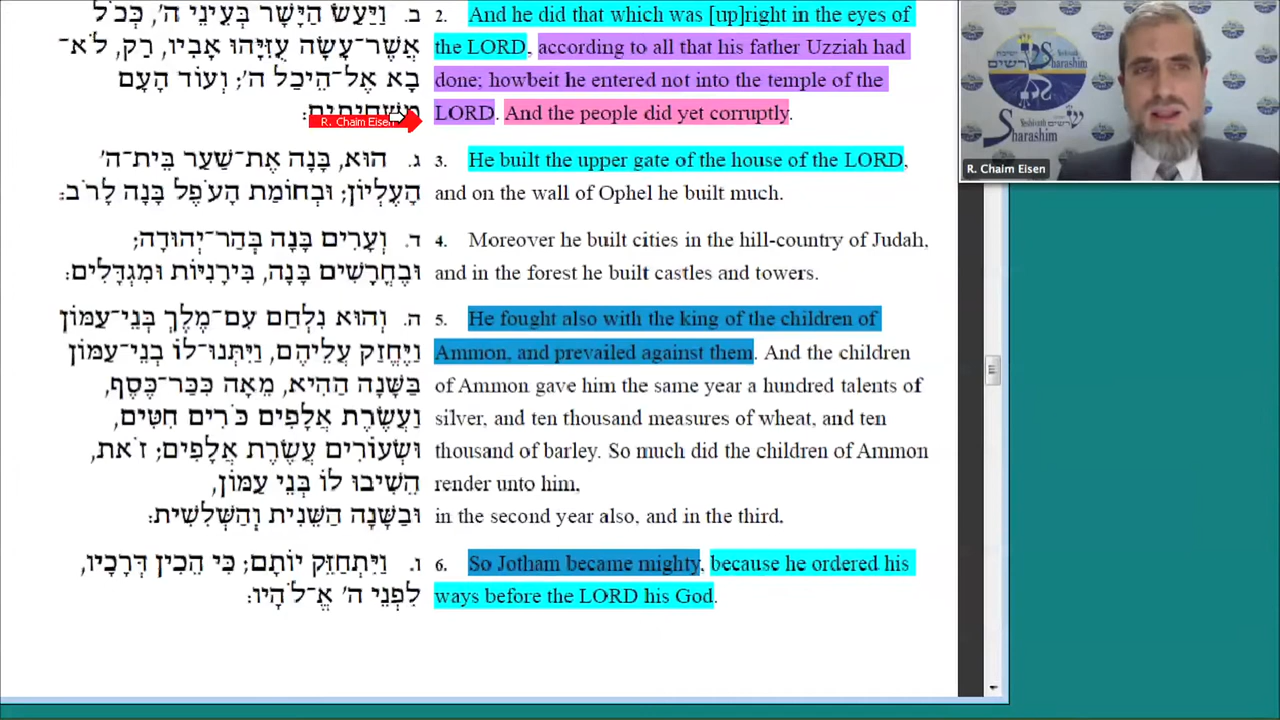 ב. וַיַּעַשׂ הַיָּשָׁר בְּעֵינֵי ה', כְּכֹל
אֲשֶׁר־עָשָׂה עֻזִּיָּהוּ אָבִיו, רַק, לֹא־
בָא אֶל־הֵיכַל ה'; וְעוֹד הָעָם
מַשְׁחִיתִים:
2. And he did that which was [up]right in the eyes of
the LORD, according to all that his father Uzziah had
done; howbeit he entered not into the temple of the
LORD. And the people did yet corruptly.
R. Chaim Eisen
ג. הוּא, בָּנָה אֶת־שַׁעַר בֵּית־ה'
הָעֶלְיוֹן; וּבְחוֹמַת הָעֹפֶל בָּנָה לָרֹב:
3. He built the upper gate of the house of the LORD,
and on the wall of Ophel he built much.
ד. וְעָרִים בָּנָה בְּהַר־יְהוּדָה;
וּבֶחֳרָשִׁים בָּנָה, בִּירָנִיּוֹת וּמִגְדָּלִים:
4. Moreover he built cities in the hill-country of Judah,
and in the forest he built castles and towers.
ה. וְהוּא נִלְחַם עִם־מֶלֶךְ בְּנֵי־עַמּוֹן
וַיֶּחֱזַק עֲלֵיהֶם, וַיִּתְּנוּ־לוֹ בְנֵי־עַמּוֹן
בַּשָּׁנָה הַהִיא, מֵאָה כִּכַּר־כֶּסֶף,
וַעֲשֶׂרֶת אֲלָפִים כֹּרִים חִטִּים,
וּשְׂעוֹרִים עֲשֶׂרֶת אֲלָפִים; זֹאת,
הֵשִׁיבוּ לוֹ בְּנֵי עַמּוֹן,
וּבַשָּׁנָה הַשֵּׁנִית וְהַשְּׁלִשִׁית:
5. He fought also with the king of the children of
Ammon, and prevailed against them. And the children
of Ammon gave him the same year a hundred talents of
silver, and ten thousand measures of wheat, and ten
thousand of barley. So much did the children of Ammon
render unto him,
in the second year also, and in the third.
ו. וַיִּתְחַזֵּק יוֹתָם; כִּי הֵכִין דְּרָכָיו,
לִפְנֵי ה' אֱ־לֹהָיו:
6. So Jotham became mighty, because he ordered his
ways before the LORD his God.
ישיבת
שרשים
Yeshivath
Sharashim
R. Chaim Eisen